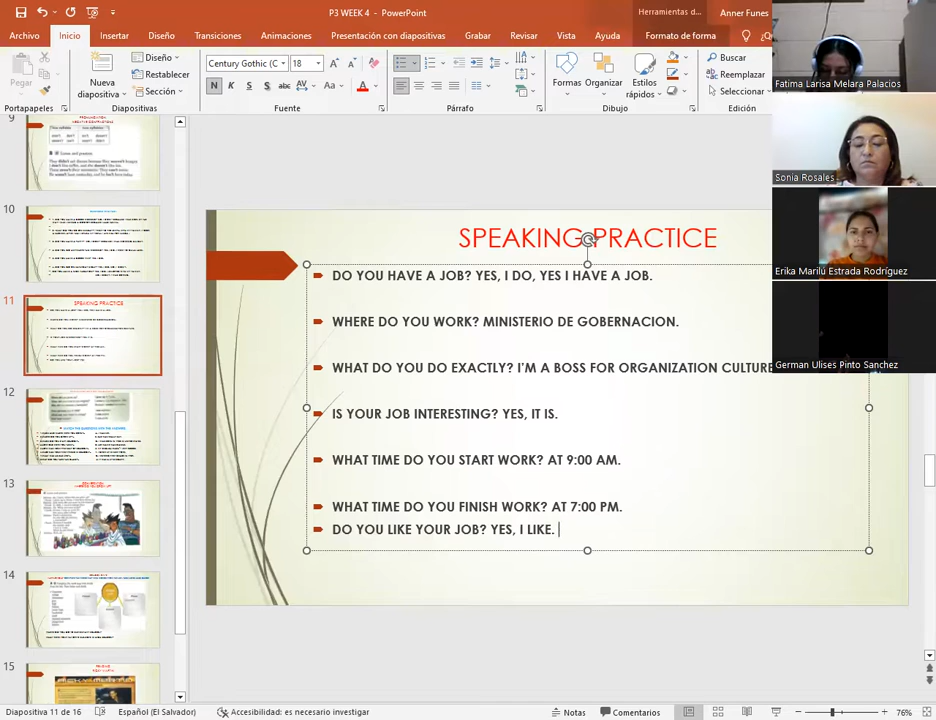 P3 WEEK 4 - PowerPoint
Herramientas d...
Anner Funes
Archivo Inicio Insertar Diseño Transiciones Animaciones Presentación con diapositivas Grabar Revisar Vista Ayuda Formato de forma
Pegar
Nueva diapositiva
Diseño
Restablecer
Sección
Century Gothic (C 18
N K S S abc AV Aa A
Formas Organizar Estilos rápidos
Buscar
Reemplazar
Seleccionar
Portapapeles Diapositivas Fuente Párrafo Dibujo Edición
Fatima Larisa Melara Palacios
Sonia Rosales
Erika Marilú Estrada Rodríguez
German Ulises Pinto Sanchez
9
10
11
SPEAKING PRACTICE
12
13
14
15
SPEAKING PRACTICE
DO YOU HAVE A JOB? YES, I DO, YES I HAVE A JOB.
WHERE DO YOU WORK? MINISTERIO DE GOBERNACION.
WHAT DO YOU DO EXACTLY? I'M A BOSS FOR ORGANIZATION CULTURE
IS YOUR JOB INTERESTING? YES, IT IS.
WHAT TIME DO YOU START WORK? AT 9:00 AM.
WHAT TIME DO YOU FINISH WORK? AT 7:00 PM.
DO YOU LIKE YOUR JOB? YES, I LIKE.
Diapositiva 11 de 16 Español (El Salvador) Accesibilidad: es necesario investigar Notas Comentarios 76%